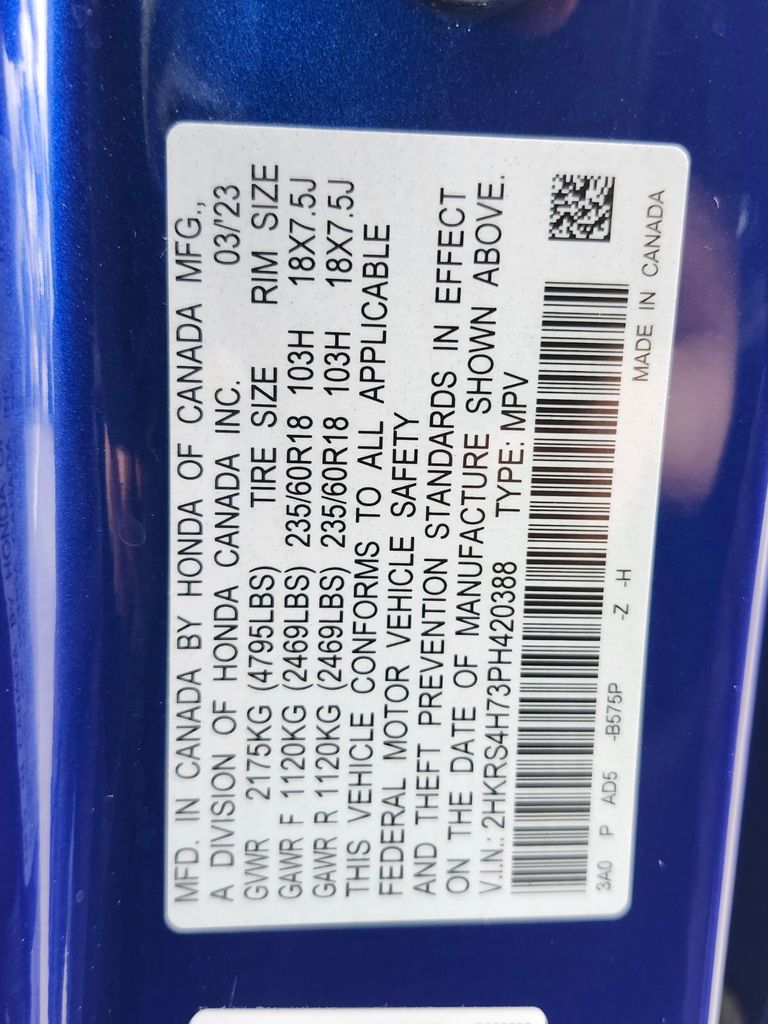 MFD. IN CANADA BY HONDA OF CANADA MFG.,
A DIVISION OF HONDA CANADA INC. 03/'23
GVWR 2175KG (4795LBS) TIRE SIZE RIM SIZE
GAWR F 1120KG (2469LBS) 235/60R18 103H 18X7.5J
GAWR R 1120KG (2469LBS) 235/60R18 103H 18X7.5J
THIS VEHICLE CONFORMS TO ALL APPLICABLE
FEDERAL MOTOR VEHICLE SAFETY
AND THEFT PREVENTION STANDARDS IN EFFECT
ON THE DATE OF MANUFACTURE SHOWN ABOVE.
V.I.N.: 2HKRS4H73PH420388 TYPE: MPV
3A0 P AD5 -B575P -Z -H
MADE IN CANADA